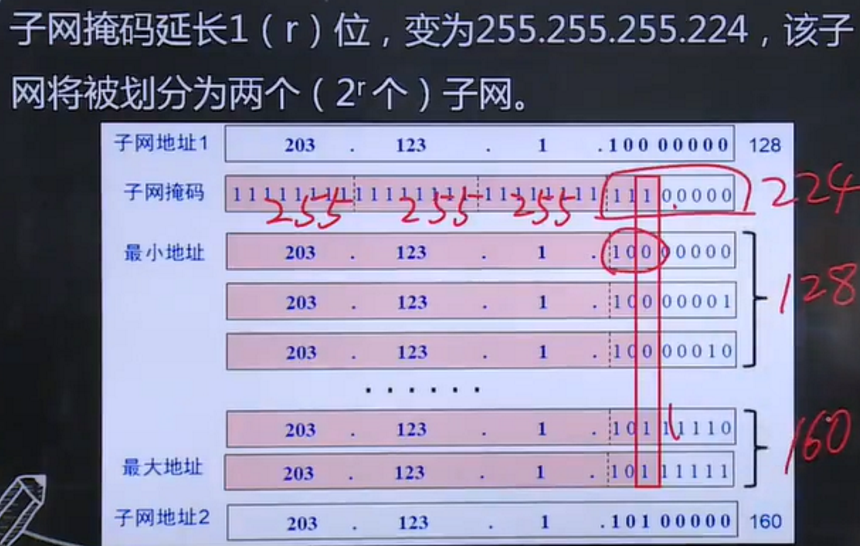 子网掩码延长1（r）位，变为255.255.255.224，该子
网将被划分为两个（2r个）子网。
子网地址1 203 . 123 . 1 .100 00000 128
子网掩码 11111111 11111111 11111111 111 00000 224
255 255 255
最小地址 203 . 123 . 1 .100 00000
203 . 123 . 1 .100 00001 128
203 . 123 . 1 .100 00010
······
203 . 123 . 1 .101 11110 160
最大地址 203 . 123 . 1 .101 11111
子网地址2 203 . 123 . 1 .101 00000 160